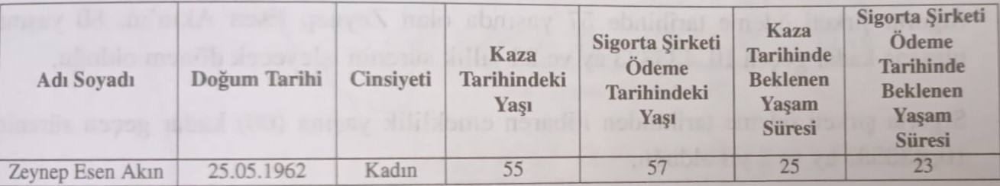 Adı Soyadı
Doğum Tarihi
Cinsiyeti
Kaza
Tarihindeki
Yaşı
Sigorta Şirketi
Ödeme
Tarihindeki
Yaşı
Kaza
Tarihinde
Beklenen
Yaşam
Süresi
Sigorta Şirketi
Ödeme
Tarihinde
Beklenen
Yaşam
Süresi
Zeynep Esen Akın 25.05.1962 Kadın 55 57 25 23